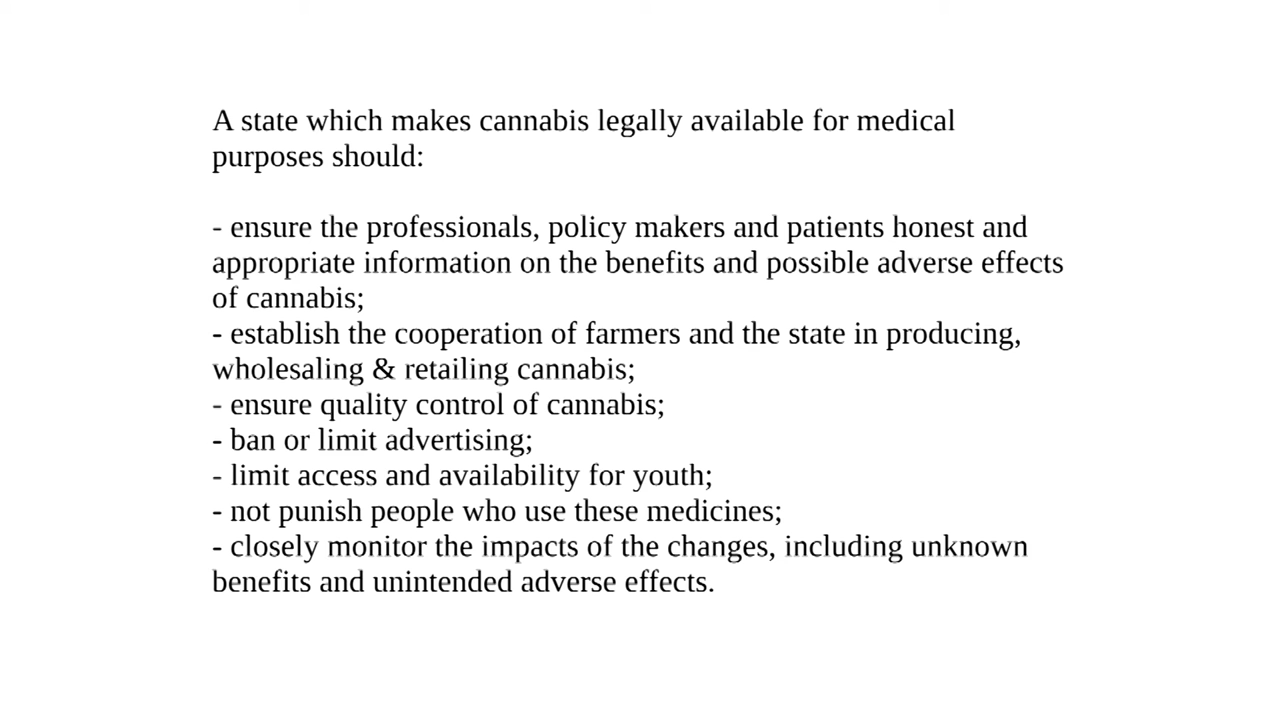 A state which makes cannabis legally available for medical
purposes should:
- ensure the professionals, policy makers and patients honest and
appropriate information on the benefits and possible adverse effects
of cannabis;
- establish the cooperation of farmers and the state in producing,
wholesaling & retailing cannabis;
- ensure quality control of cannabis;
- ban or limit advertising;
- limit access and availability for youth;
- not punish people who use these medicines;
- closely monitor the impacts of the changes, including unknown
benefits and unintended adverse effects.